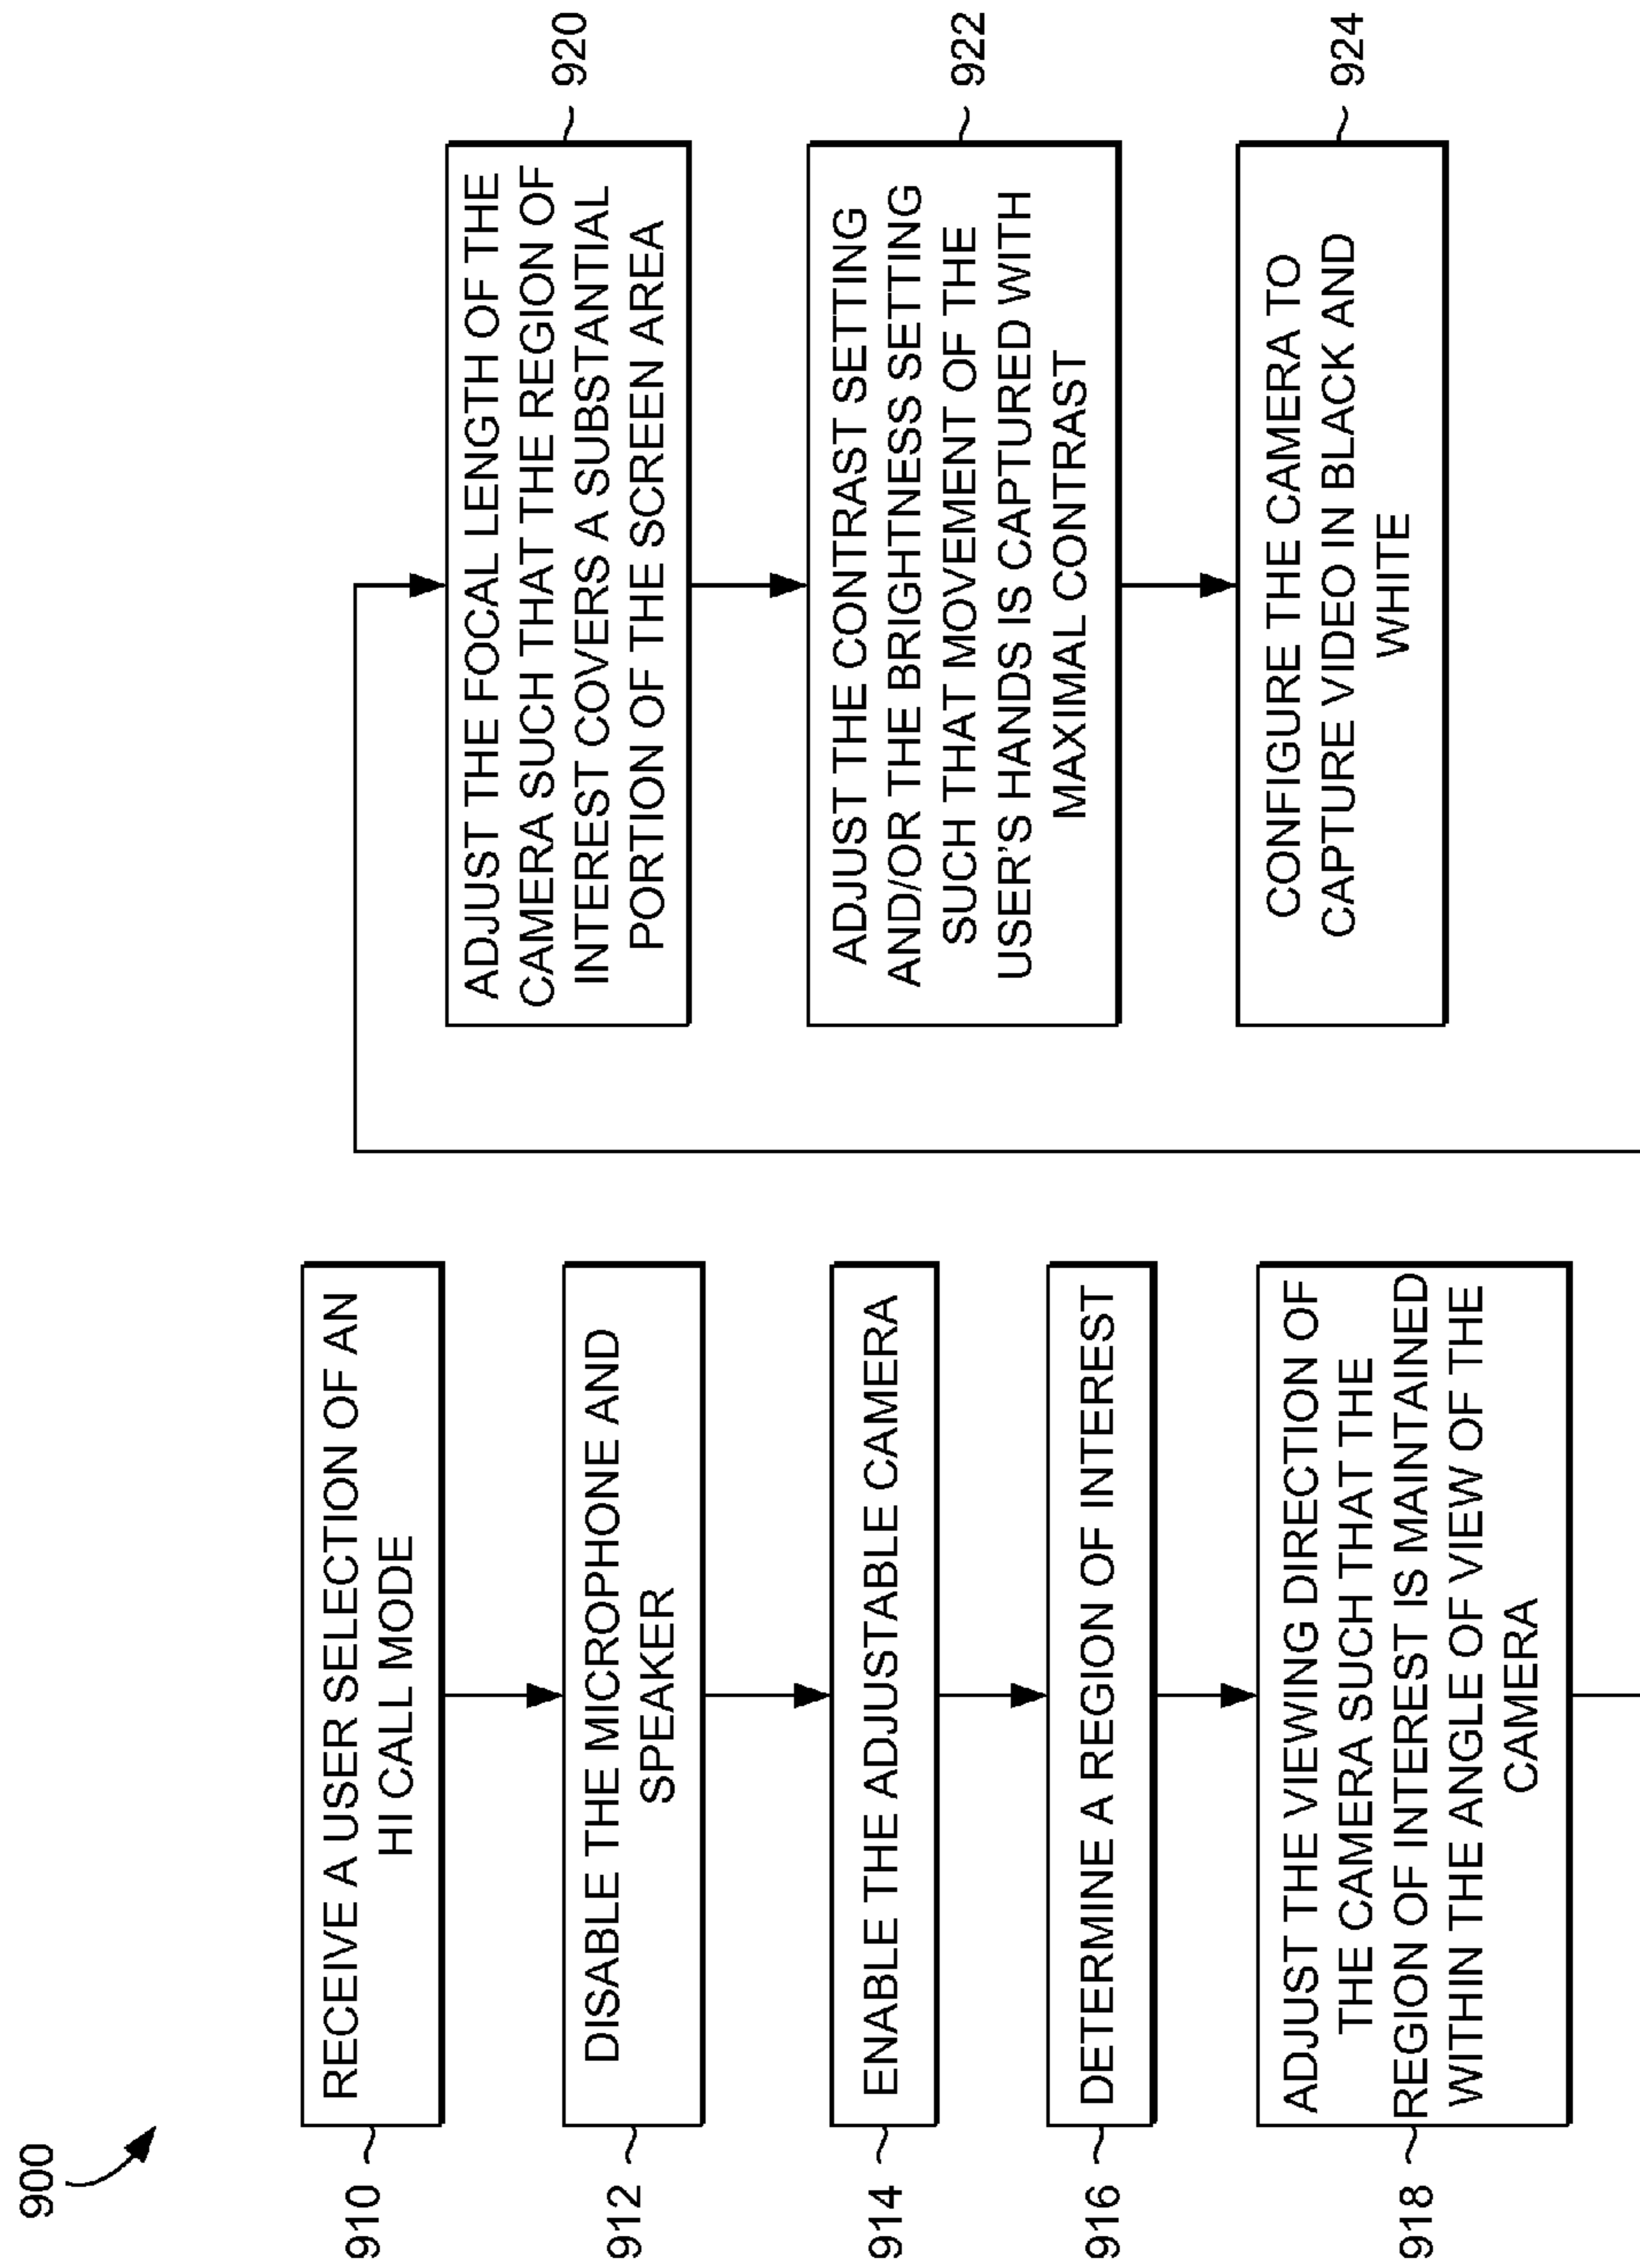 900
910
RECEIVE A USER SELECTION OF AN
HI CALL MODE
912
DISABLE THE MICROPHONE AND
SPEAKER
914
ENABLE THE ADJUSTABLE CAMERA
916
DETERMINE A REGION OF INTEREST
918
ADJUST THE VIEWING DIRECTION OF
THE CAMERA SUCH THAT THE
REGION OF INTEREST IS MAINTAINED
WITHIN THE ANGLE OF VIEW OF THE
CAMERA
920
ADJUST THE FOCAL LENGTH OF THE
CAMERA SUCH THAT THE REGION OF
INTEREST COVERS A SUBSTANTIAL
PORTION OF THE SCREEN AREA
922
ADJUST THE CONTRAST SETTING
AND/OR THE BRIGHTNESS SETTING
SUCH THAT MOVEMENT OF THE
USER'S HANDS IS CAPTURED WITH
MAXIMAL CONTRAST
924
CONFIGURE THE CAMERA TO
CAPTURE VIDEO IN BLACK AND
WHITE